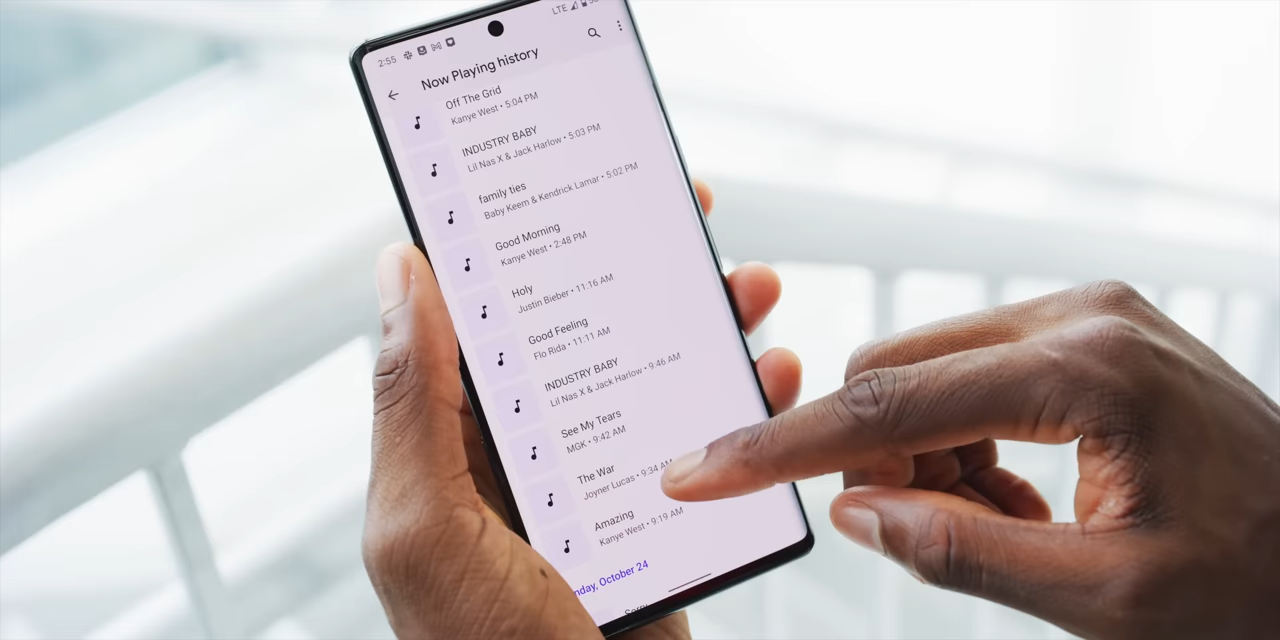 2:55
LTE
Now Playing history
Off The Grid
Kanye West • 5:04 PM
INDUSTRY BABY
Lil Nas X & Jack Harlow • 5:03 PM
family ties
Baby Keem & Kendrick Lamar • 5:02 PM
Good Morning
Kanye West • 2:48 PM
Holy
Justin Bieber • 11:16 AM
Good Feeling
Flo Rida • 11:11 AM
INDUSTRY BABY
Lil Nas X & Jack Harlow • 9:46 AM
See My Tears
MGK • 9:42 AM
The War
Joyner Lucas • 9:34 AM
Amazing
Kanye West • 9:19 AM
nday, October 24